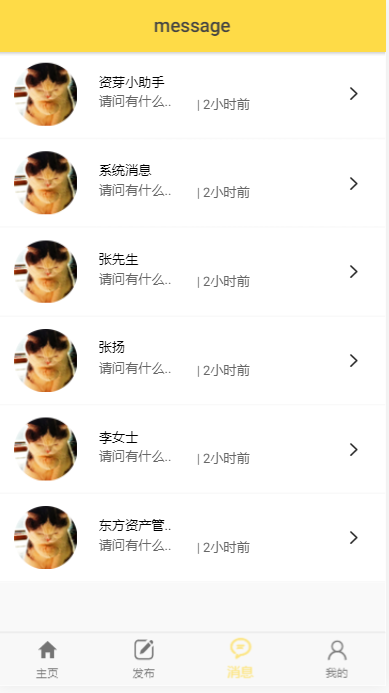 message
资芽小助手
请问有什么.. | 2小时前
系统消息
请问有什么.. | 2小时前
张先生
请问有什么.. | 2小时前
张扬
请问有什么.. | 2小时前
李女士
请问有什么.. | 2小时前
东方资产管..
请问有什么.. | 2小时前
主页 发布 消息 我的